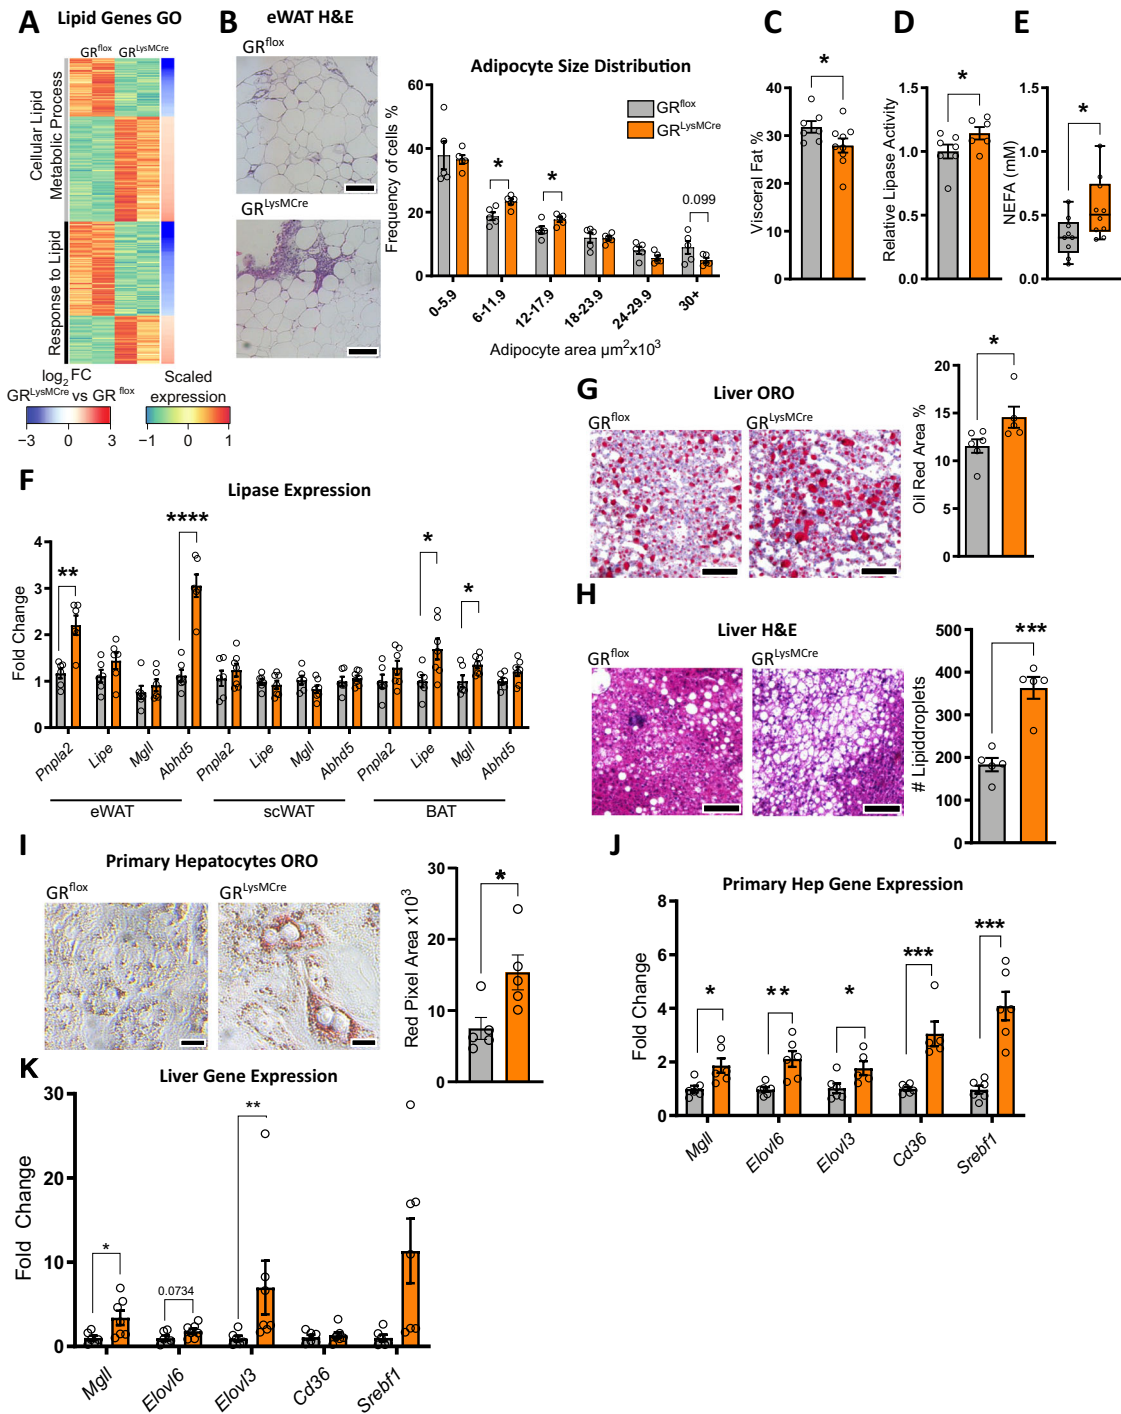 A Lipid Genes GO
GRflox GRLysMCre
Cellular Lipid
Metabolic Process
Response to Lipid
log2 FC
GRLysMCre vs GR flox
−3 0 3
Scaled
expression
−1 0 1
B eWAT H&E
GRflox
GRLysMCre
Adipocyte Size Distribution
GRflox
GRLysMCre
Frequency of cells %
60
40
20
0
* * 0.099
0-5.9 6-11.9 12-17.9 18-23.9 24-29.9 30+
Adipocyte area µm2x103
C
*
Visceral Fat %
40
30
20
10
0
D
*
Relative Lipase Activity
1.5
1.0
0.5
0.0
E
*
NEFA (mM)
1.5
1.0
0.5
0.0
F Lipase Expression
Fold Change
4
3
2
1
0
** **** * *
Pnpla2 Lipe Mgll Abhd5 Pnpla2 Lipe Mgll Abhd5 Pnpla2 Lipe Mgll Abhd5
eWAT scWAT BAT
G Liver ORO
GRflox GRLysMCre
Oil Red Area %
20
15
10
5
0
*
H Liver H&E
GRflox GRLysMCre
# Lipiddroplets
500
400
300
200
100
0
***
I Primary Hepatocytes ORO
GRflox GRLysMCre
Red Pixel Area x103
30
20
10
0
*
J Primary Hep Gene Expression
Fold Change
8
6
4
2
0
* ** * *** ***
Mgll Elovl6 Elovl3 Cd36 Srebf1
K Liver Gene Expression
Fold Change
30
20
10
0
* 0.0734 **
Mgll Elovl6 Elovl3 Cd36 Srebf1